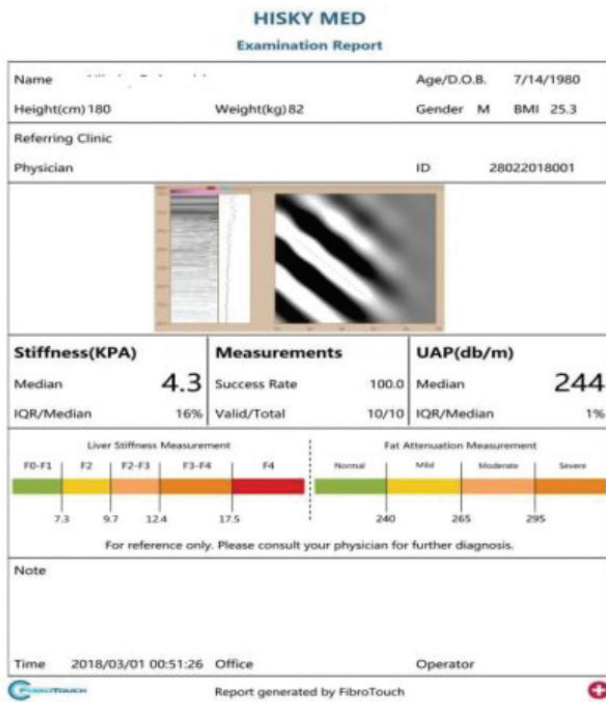 HISKY MED
Examination Report
Name Age/D.O.B. 7/14/1980
Height(cm) 180 Weight(kg) 82 Gender M BMI 25.3
Referring Clinic
Physician ID 28022018001
Stiffness(KPA) Measurements UAP(db/m)
Median 4.3 Success Rate 100.0 Median 244
IQR/Median 16% Valid/Total 10/10 IQR/Median 1%
Liver Stiffness Measurement Fat Attenuation Measurement
F0-F1 F2 F2-F3 F3-F4 F4 Normal Mild Moderate Severe
7.3 9.7 12.4 17.5 240 265 295
For reference only. Please consult your physician for further diagnosis.
Note
Time 2018/03/01 00:51:26 Office Operator
FIBROTOUCH Report generated by FibroTouch